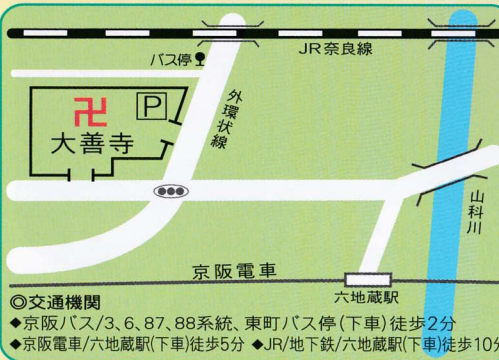 JR奈良線
バス停
外環状線
卍
P
大善寺
山科川
京阪電車
六地蔵駅
◎交通機関
◆京阪バス/3、6、87、88系統、東町バス停(下車)徒歩2分
◆京阪電車/六地蔵駅(下車)徒歩5分 ◆JR/地下鉄/六地蔵駅(下車)徒歩10分